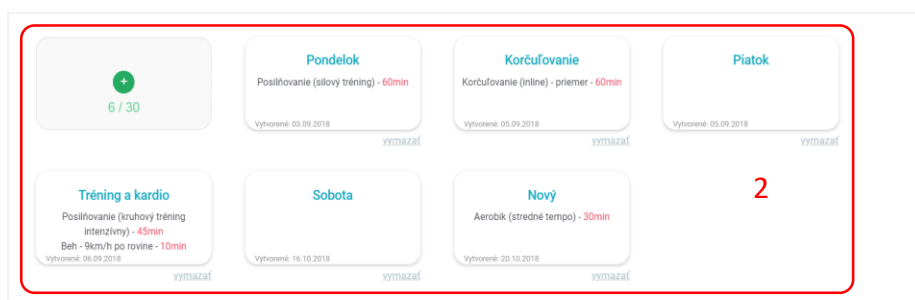 +
6 / 30
Pondelok
Posilňovanie (silový tréning) - 60min
Vytvorené: 03.09.2018
vymazať
Korčuľovanie
Korčuľovanie (inline) - priemer - 60min
Vytvorené: 05.09.2018
vymazať
Piatok
Vytvorené: 05.09.2018
vymazať
Tréning a kardio
Posilňovanie (kruhový tréning
intenzívny) - 45min
Beh - 9km/h po rovine - 10min
Vytvorené: 06.09.2018
vymazať
Sobota
Vytvorené: 16.10.2018
vymazať
Nový
Aerobik (stredné tempo) - 30min
Vytvorené: 20.10.2018
vymazať
2